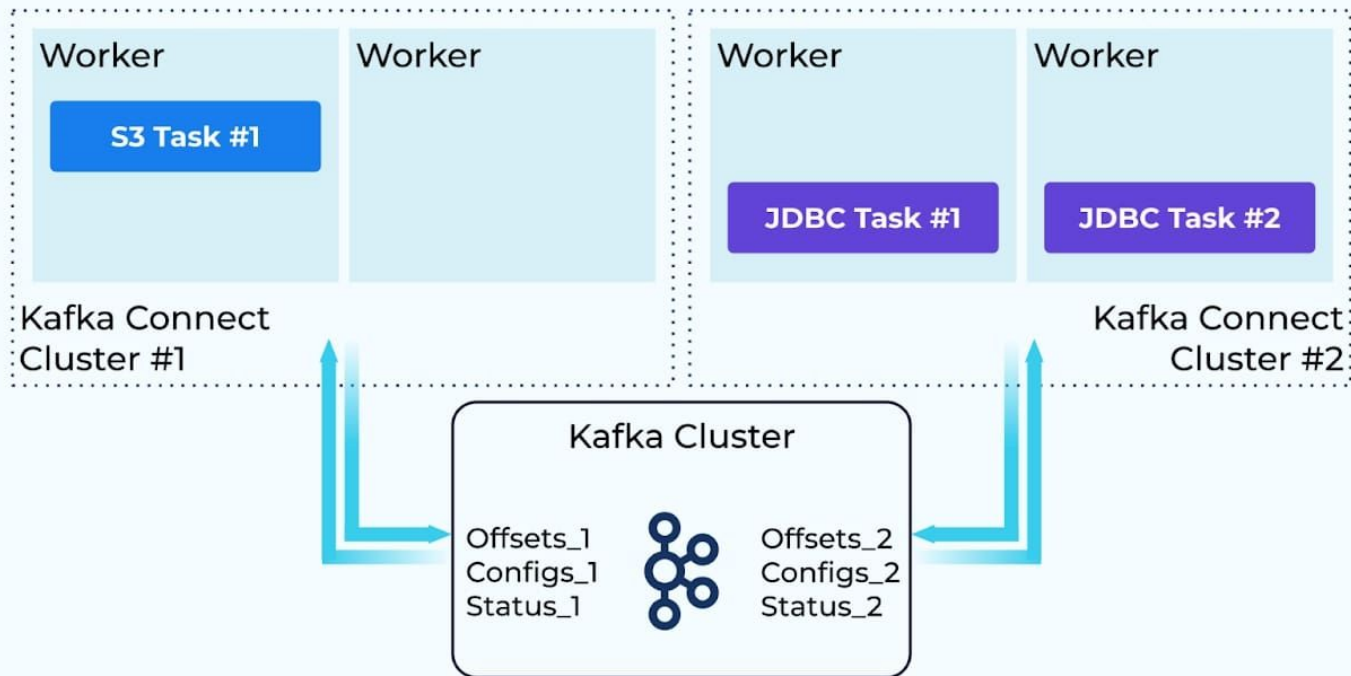 Worker
Worker
S3 Task #1
Kafka Connect
Cluster #1
Worker
Worker
JDBC Task #1
JDBC Task #2
Kafka Connect
Cluster #2
Kafka Cluster
Offsets_1
Configs_1
Status_1
Offsets_2
Configs_2
Status_2